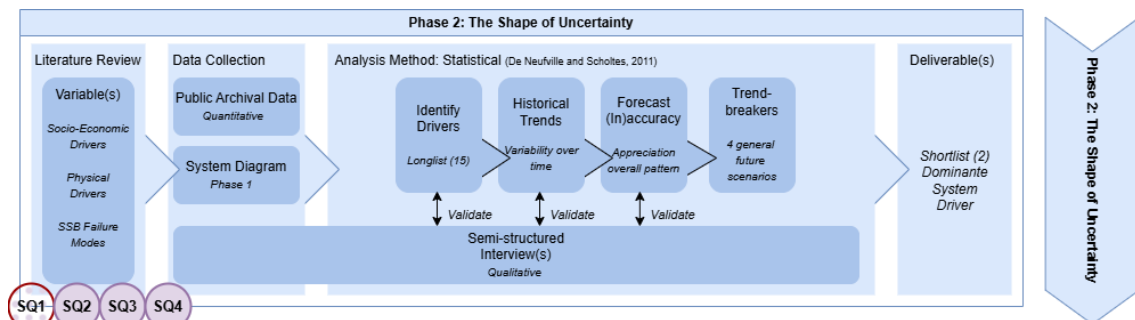 Phase 2: The Shape of Uncertainty
Literature Review
Variable(s)
Socio-Economic
Drivers
Physical
Drivers
SSB Failure
Modes
Data Collection
Public Archival Data
Quantitative
System Diagram
Phase 1
Analysis Method: Statistical (De Neufville and Scholtes, 2011)
Identify
Drivers
Longlist (15)
Historical
Trends
Variability over
time
Forecast
(In)accuracy
Appreciation
overall pattern
Trend-
breakers
4 general
future
scenarios
Validate
Validate
Validate
Semi-structured
Interview(s)
Qualitative
Deliverable(s)
Shortlist (2)
Dominante
System
Driver
SQ1
SQ2
SQ3
SQ4
Phase 2: The Shape of Uncertainty